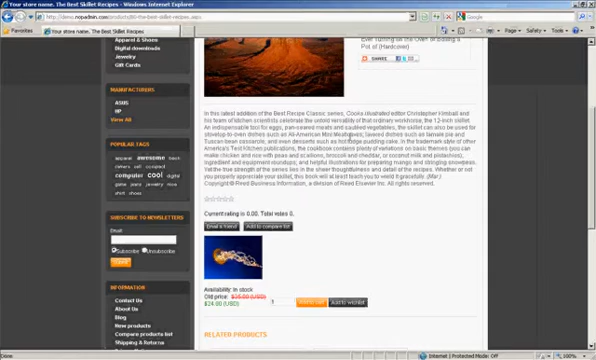 Your store name. The Best Skillet Recipes - Windows Internet Explorer
http://demo.nopadmin.com/products/80-the-best-skillet-recipes.aspx
Google
Favorites
Your store name. The Best Skillet Recipes
Page
Safety
Tools
Apparel & Shoes
Digital downloads
Jewelry
Gift Cards
Pot of (Hardcover)
SHARE
MANUFACTURERS
ASUS
HP
View All
POPULAR TAGS
apparel awesome book
camera cell compact
computer cool digital
game jeans jewelry nice
shirt shoes
SUBSCRIBE TO NEWSLETTERS
Email:
Subscribe Unsubscribe
Submit
INFORMATION
Contact Us
About Us
Blog
New products
Compare products list
Shipping & Returns
In this latest addition of the Best Recipe Classic series, Cooks Illustrated editor Christopher Kimball and
his team of kitchen scientists celebrate the untold versatility of that ordinary workhorse, the 12-inch skillet.
An indispensable tool for eggs, pan-seared meats and sautéed vegetables, the skillet can also be used for
stovetop-to-oven dishes such as All-American Mini Meatloaves; layered dishes such as tamale pie and
Tuscan bean casserole; and even desserts such as hot fudge pudding cake. In the trademark style of other
America's Test Kitchen publications, the cookbook contains plenty of variations on basic themes (you can
make chicken and rice with peas and scallions, broccoli and cheddar, or coconut milk and pistachios);
ingredient and equipment roundups; and helpful illustrations for preparing mango and stringing snowpeas.
Yet the true strength of the series lies in the sheer thoughtfulness and detail of the recipes. Whether or not
you properly appreciate your skillet, this book will at least teach you to wield it gracefully. (Mar.)
Copyright © Reed Business Information, a division of Reed Elsevier Inc. All rights reserved.
Current rating is 0.00. Total votes 0.
Email a friend
Add to compare list
Availability: In stock
Old price: $35.00 (USD)
$24.00 (USD)
1
Add to cart
Add to wishlist
RELATED PRODUCTS
Done
Internet | Protected Mode: Off
100%